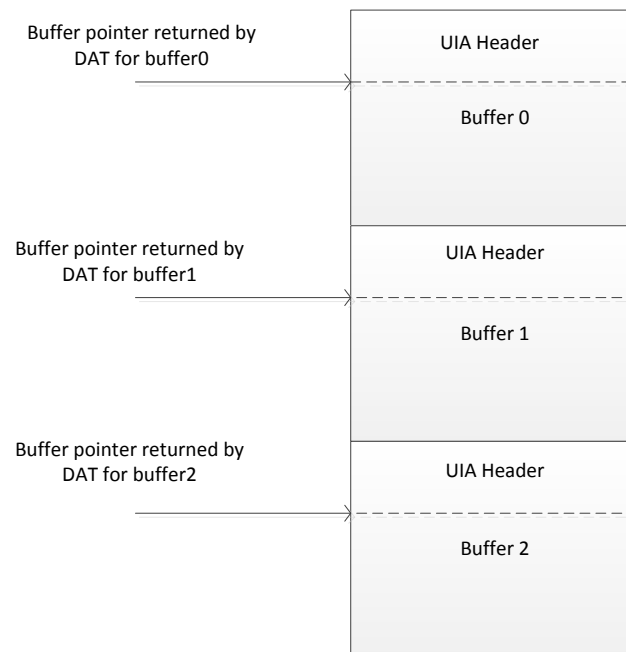 Buffer pointer returned by
DAT for buffer0
UIA Header
Buffer 0
Buffer pointer returned by
DAT for buffer1
UIA Header
Buffer 1
Buffer pointer returned by
DAT for buffer2
UIA Header
Buffer 2